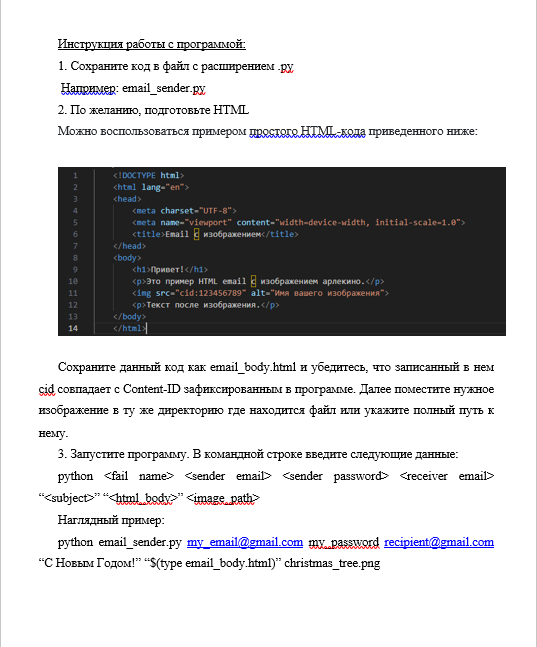 Инструкция работы с программой:
1. Сохраните код в файл с расширением .py
Например: email_sender.py
2. По желанию, подготовьте HTML
Можно воспользоваться примером простого HTML-кода приведенного ниже:
1 <!DOCTYPE html>
2 <html lang="en">
3 <head>
4 <meta charset="UTF-8">
5 <meta name="viewport" content="width=device-width, initial-scale=1.0">
6 <title>Email с изображением</title>
7 </head>
8 <body>
9 <h1>Привет!</h1>
10 <p>Это пример HTML email с изображением арлекино.</p>
11 <img src="cid:123456789" alt="Имя вашего изображения">
12 <p>Текст после изображения.</p>
13 </body>
14 </html>
Сохраните данный код как email_body.html и убедитесь, что записанный в нем
cid совпадает с Content-ID зафиксированным в программе. Далее поместите нужное
изображение в ту же директорию где находится файл или укажите полный путь к
нему.
3. Запустите программу. В командной строке введите следующие данные:
python <fail name> <sender email> <sender password> <receiver email>
“<subject>” “<html_body>” <image_path>
Наглядный пример:
python email_sender.py my_email@gmail.com my_password recipient@gmail.com
“С Новым Годом!” “$(type email_body.html)” christmas_tree.png